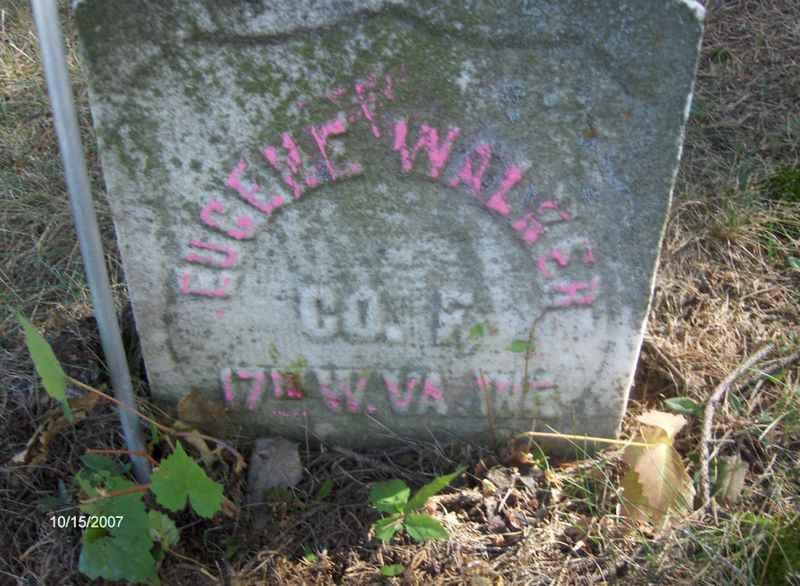 EUGENE WALKER
CO. F.
17TH W.VA. INF.
10/15/2007